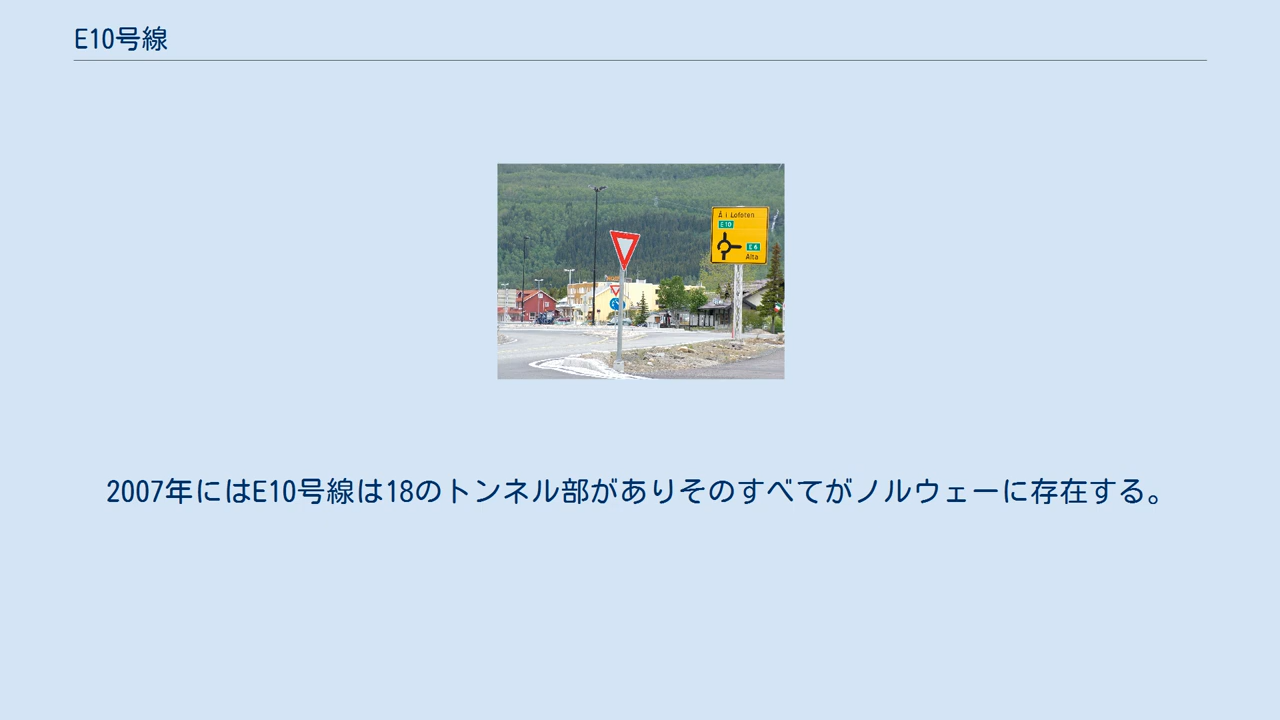 E10号線
Å i Lofoten
E10
E6
Alta
2007年にはE10号線は18のトンネル部がありそのすべてがノルウェーに存在する。